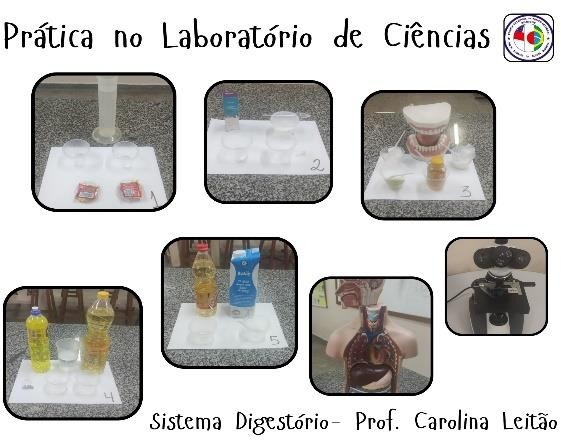 Prática no Laboratório de Ciências
1
2
3
4
5
Sistema Digestório- Prof. Carolina Leitão